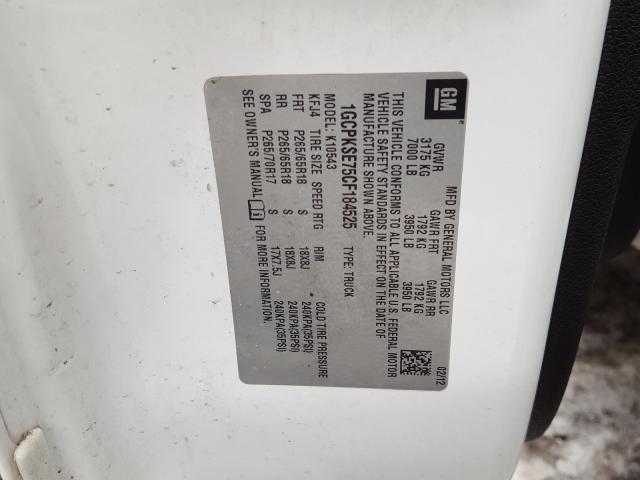 GM
MFD BY GENERAL MOTORS LLC
GVWR GAWR FRT GAWR RR
3175 KG 1792 KG 1792 KG
7000 LB 3950 LB 3950 LB
THIS VEHICLE CONFORMS TO ALL APPLICABLE U.S. FEDERAL MOTOR
VEHICLE SAFETY STANDARDS IN EFFECT ON THE DATE OF
MANUFACTURE SHOWN ABOVE.
02/12
1GCPKSE75CF184525 TYPE: TRUCK
MODEL: K10543
KFJ4 TIRE SIZE SPEED RTG RIM COLD TIRE PRESSURE
FRT P265/65R18 S 18X8J 240KPA(35PSI)
RR P265/65R18 S 18X8J 240KPA(35PSI)
SPA P265/70R17 S 17X7.5J 240KPA(35PSI)
SEE OWNER'S MANUAL FOR MORE INFORMATION.